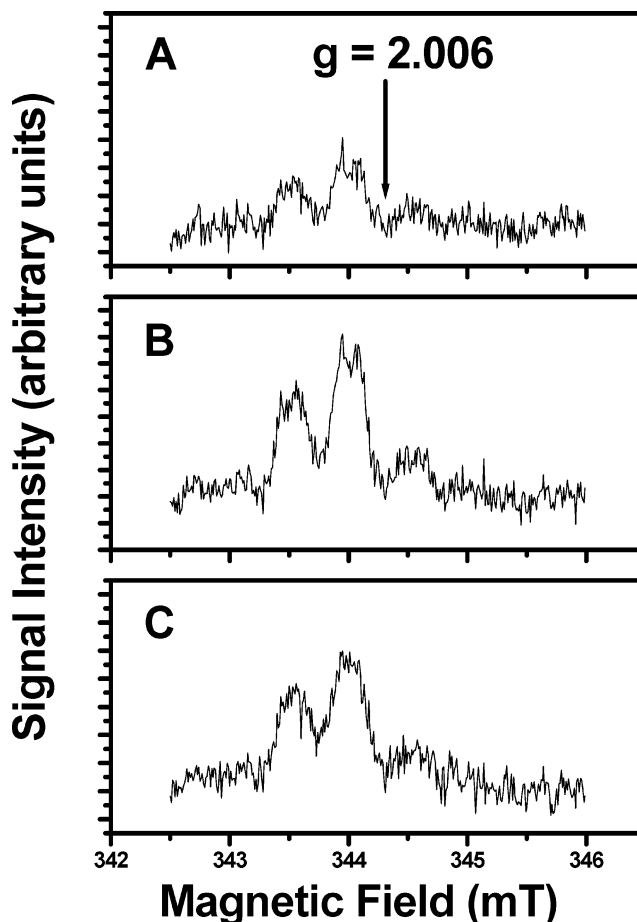 Signal Intensity (arbitrary units)
A
g = 2.006
B
C
342 343 344 345 346
Magnetic Field (mT)